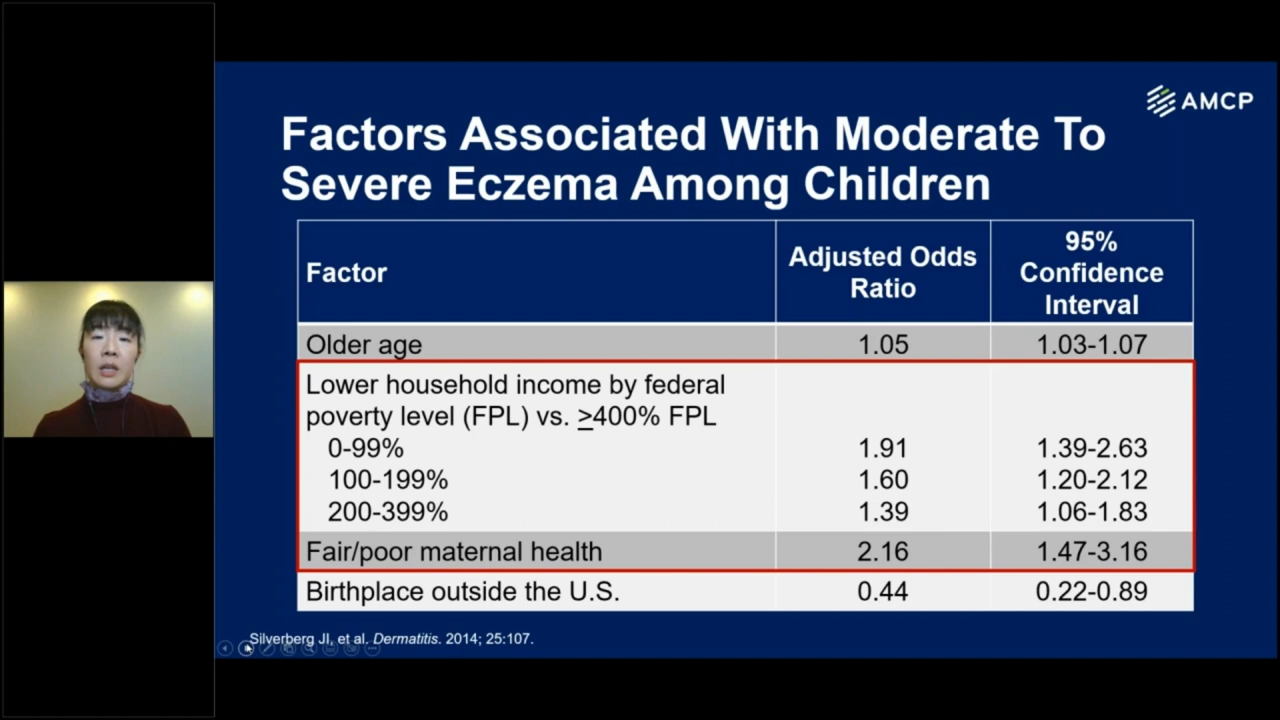 AMCP
Factors Associated With Moderate To
Severe Eczema Among Children
Factor
Adjusted Odds
Ratio
95%
Confidence
Interval
Older age 1.05 1.03-1.07
Lower household income by federal
poverty level (FPL) vs. ≥400% FPL
0-99% 1.91 1.39-2.63
100-199% 1.60 1.20-2.12
200-399% 1.39 1.06-1.83
Fair/poor maternal health 2.16 1.47-3.16
Birthplace outside the U.S. 0.44 0.22-0.89
Silverberg JI, et al. Dermatitis. 2014; 25:107.